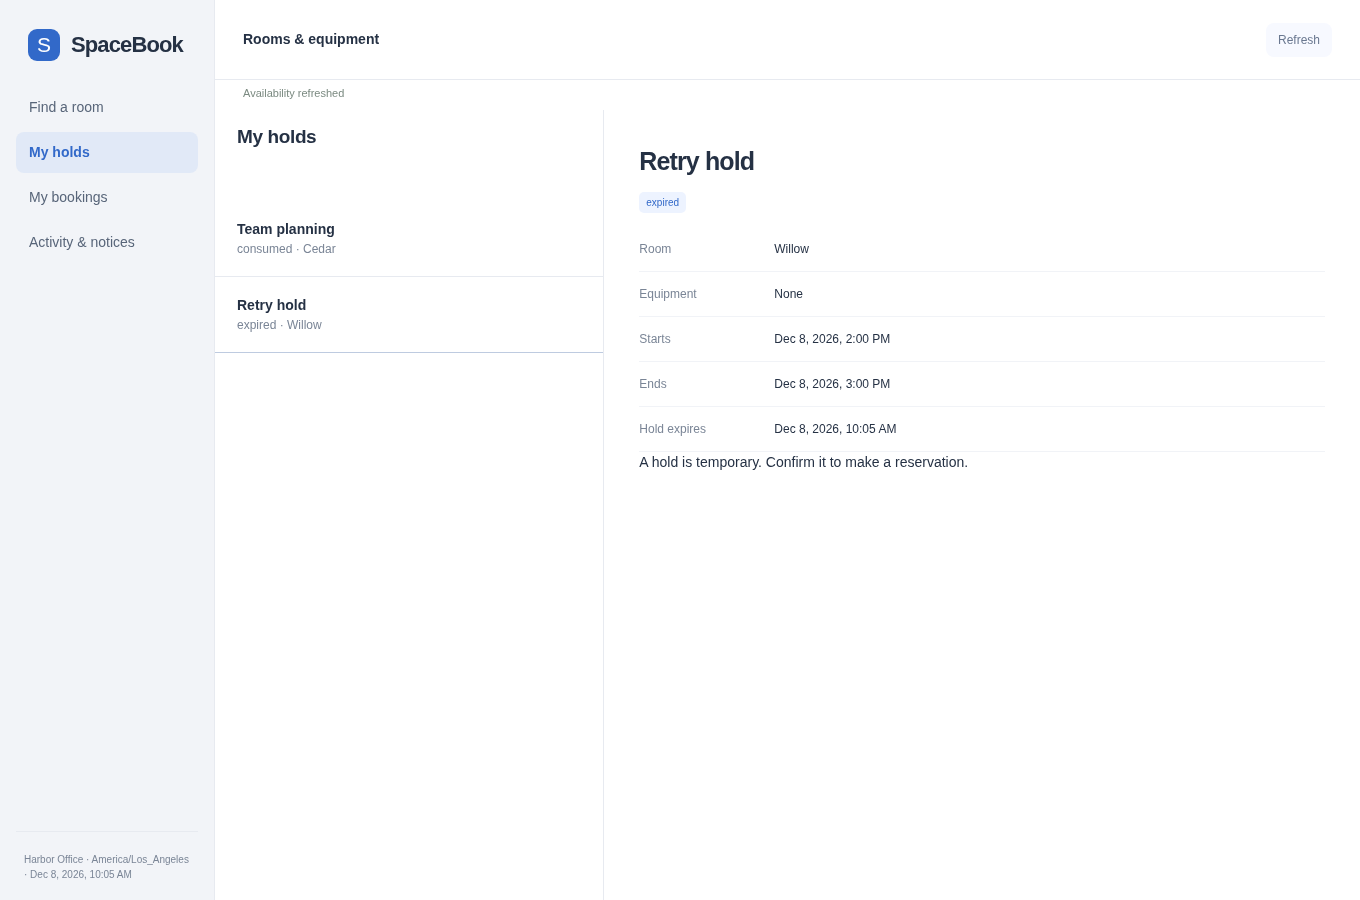 S SpaceBook
Find a room
My holds
My bookings
Activity & notices
Harbor Office · America/Los_Angeles
· Dec 8, 2026, 10:05 AM
Rooms & equipment
Refresh
Availability refreshed
My holds
Team planning
consumed · Cedar
Retry hold
expired · Willow
Retry hold
expired
Room Willow
Equipment None
Starts Dec 8, 2026, 2:00 PM
Ends Dec 8, 2026, 3:00 PM
Hold expires Dec 8, 2026, 10:05 AM
A hold is temporary. Confirm it to make a reservation.